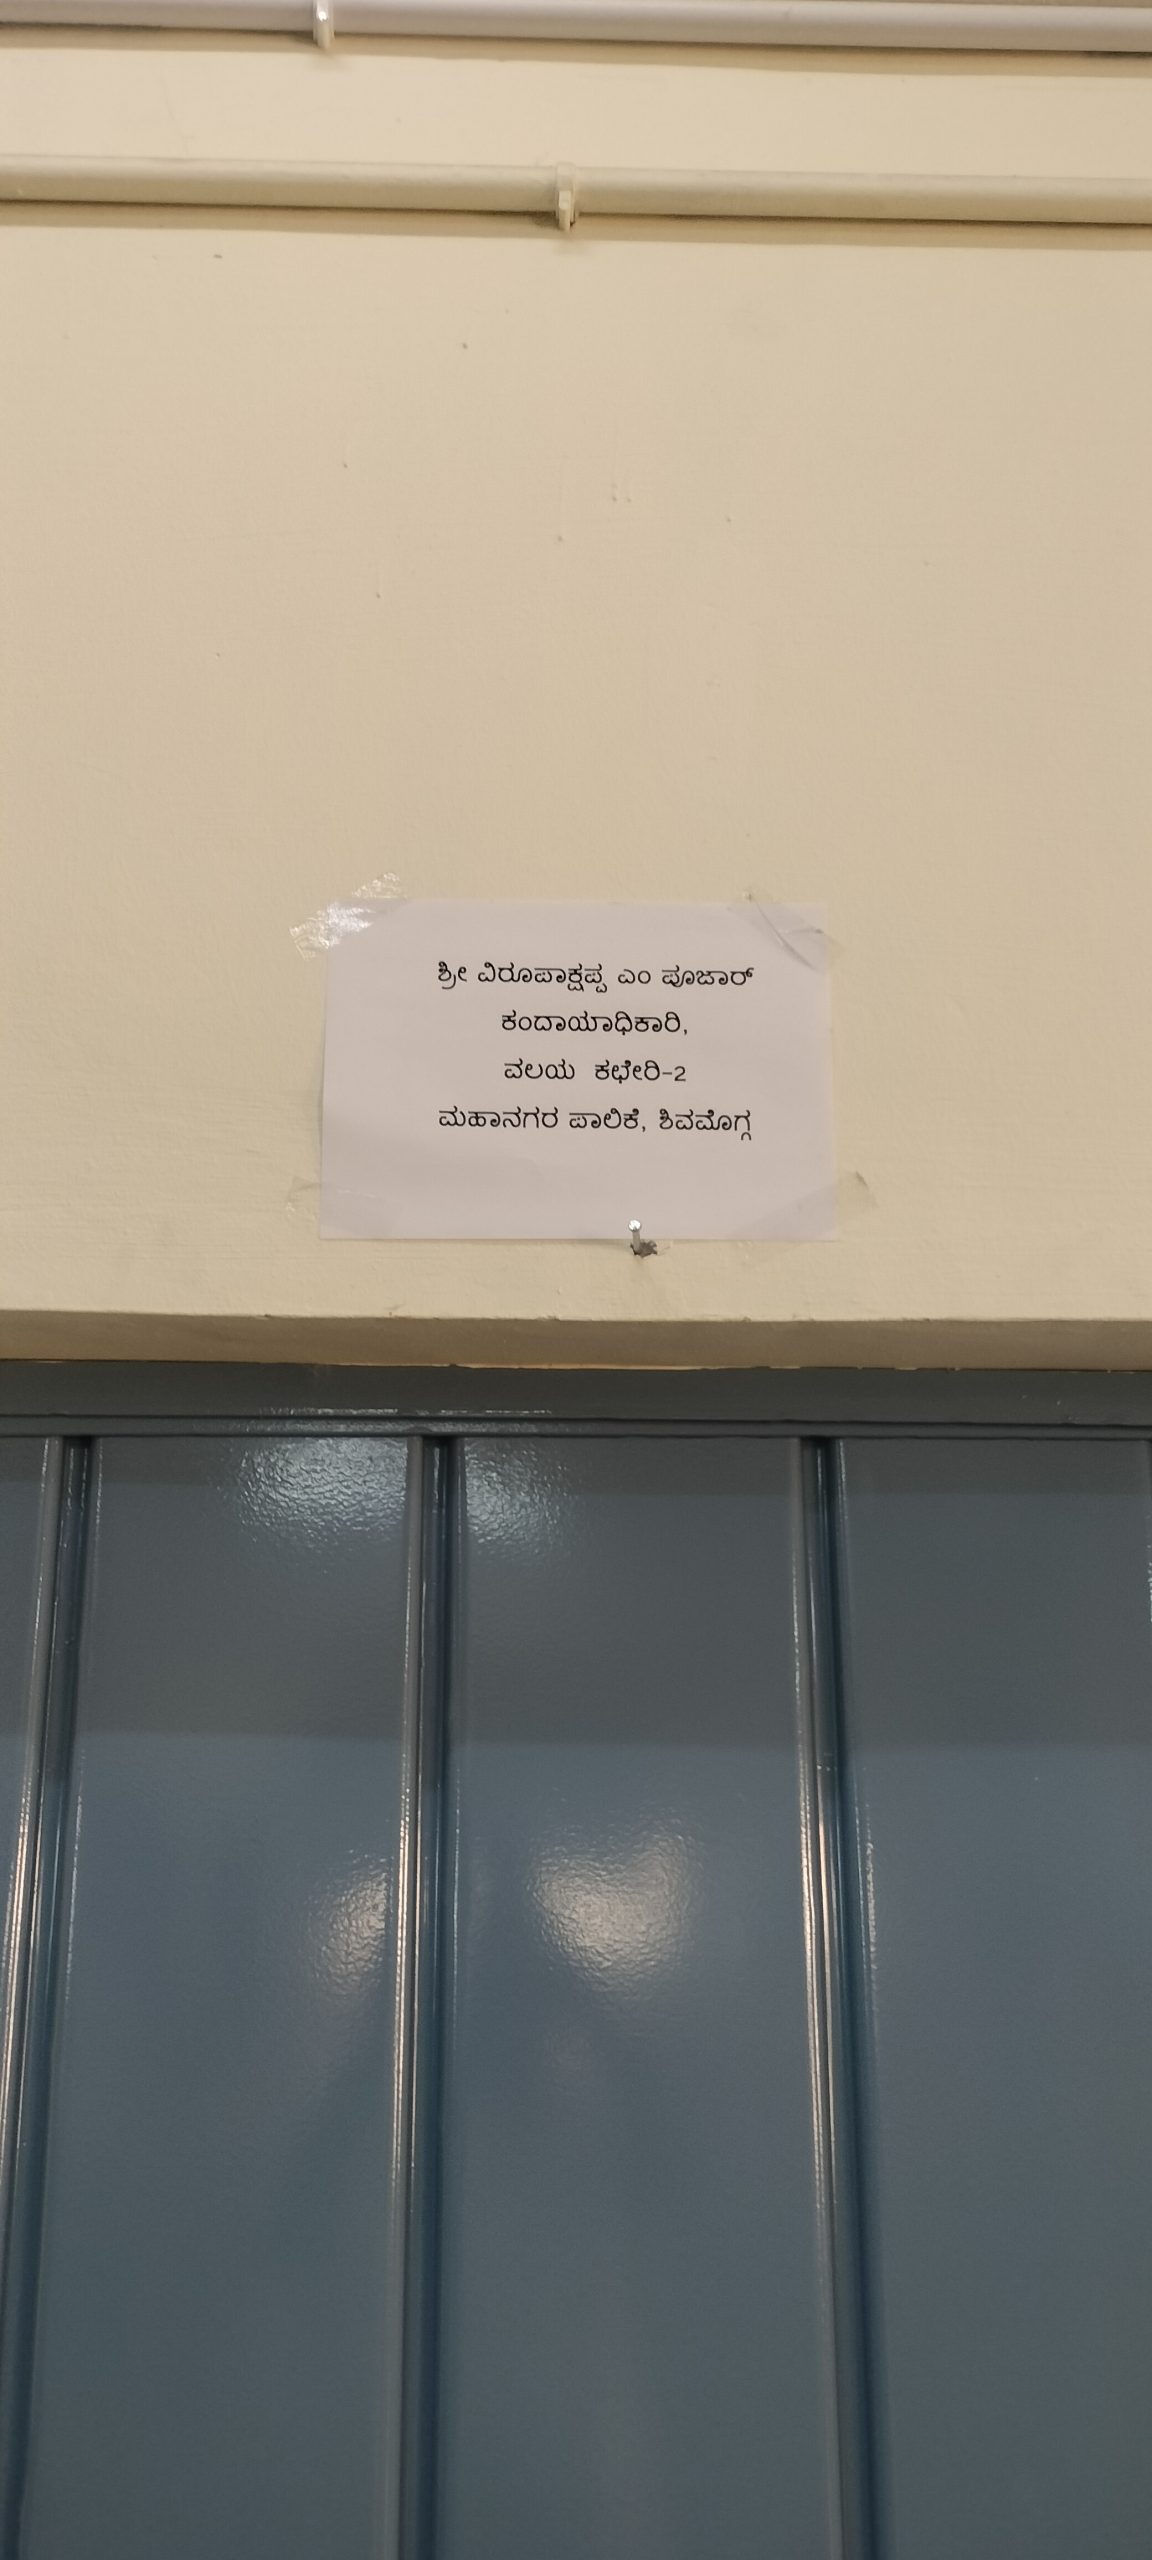 ಶ್ರೀ ವಿರೂಪಾಕ್ಷಪ್ಪ ಎಂ ಪೂಜಾರ್
ಕಂದಾಯಾಧಿಕಾರಿ,
ವಲಯ ಕಛೇರಿ-2
ಮಹಾನಗರ ಪಾಲಿಕೆ, ಶಿವಮೊಗ್ಗ